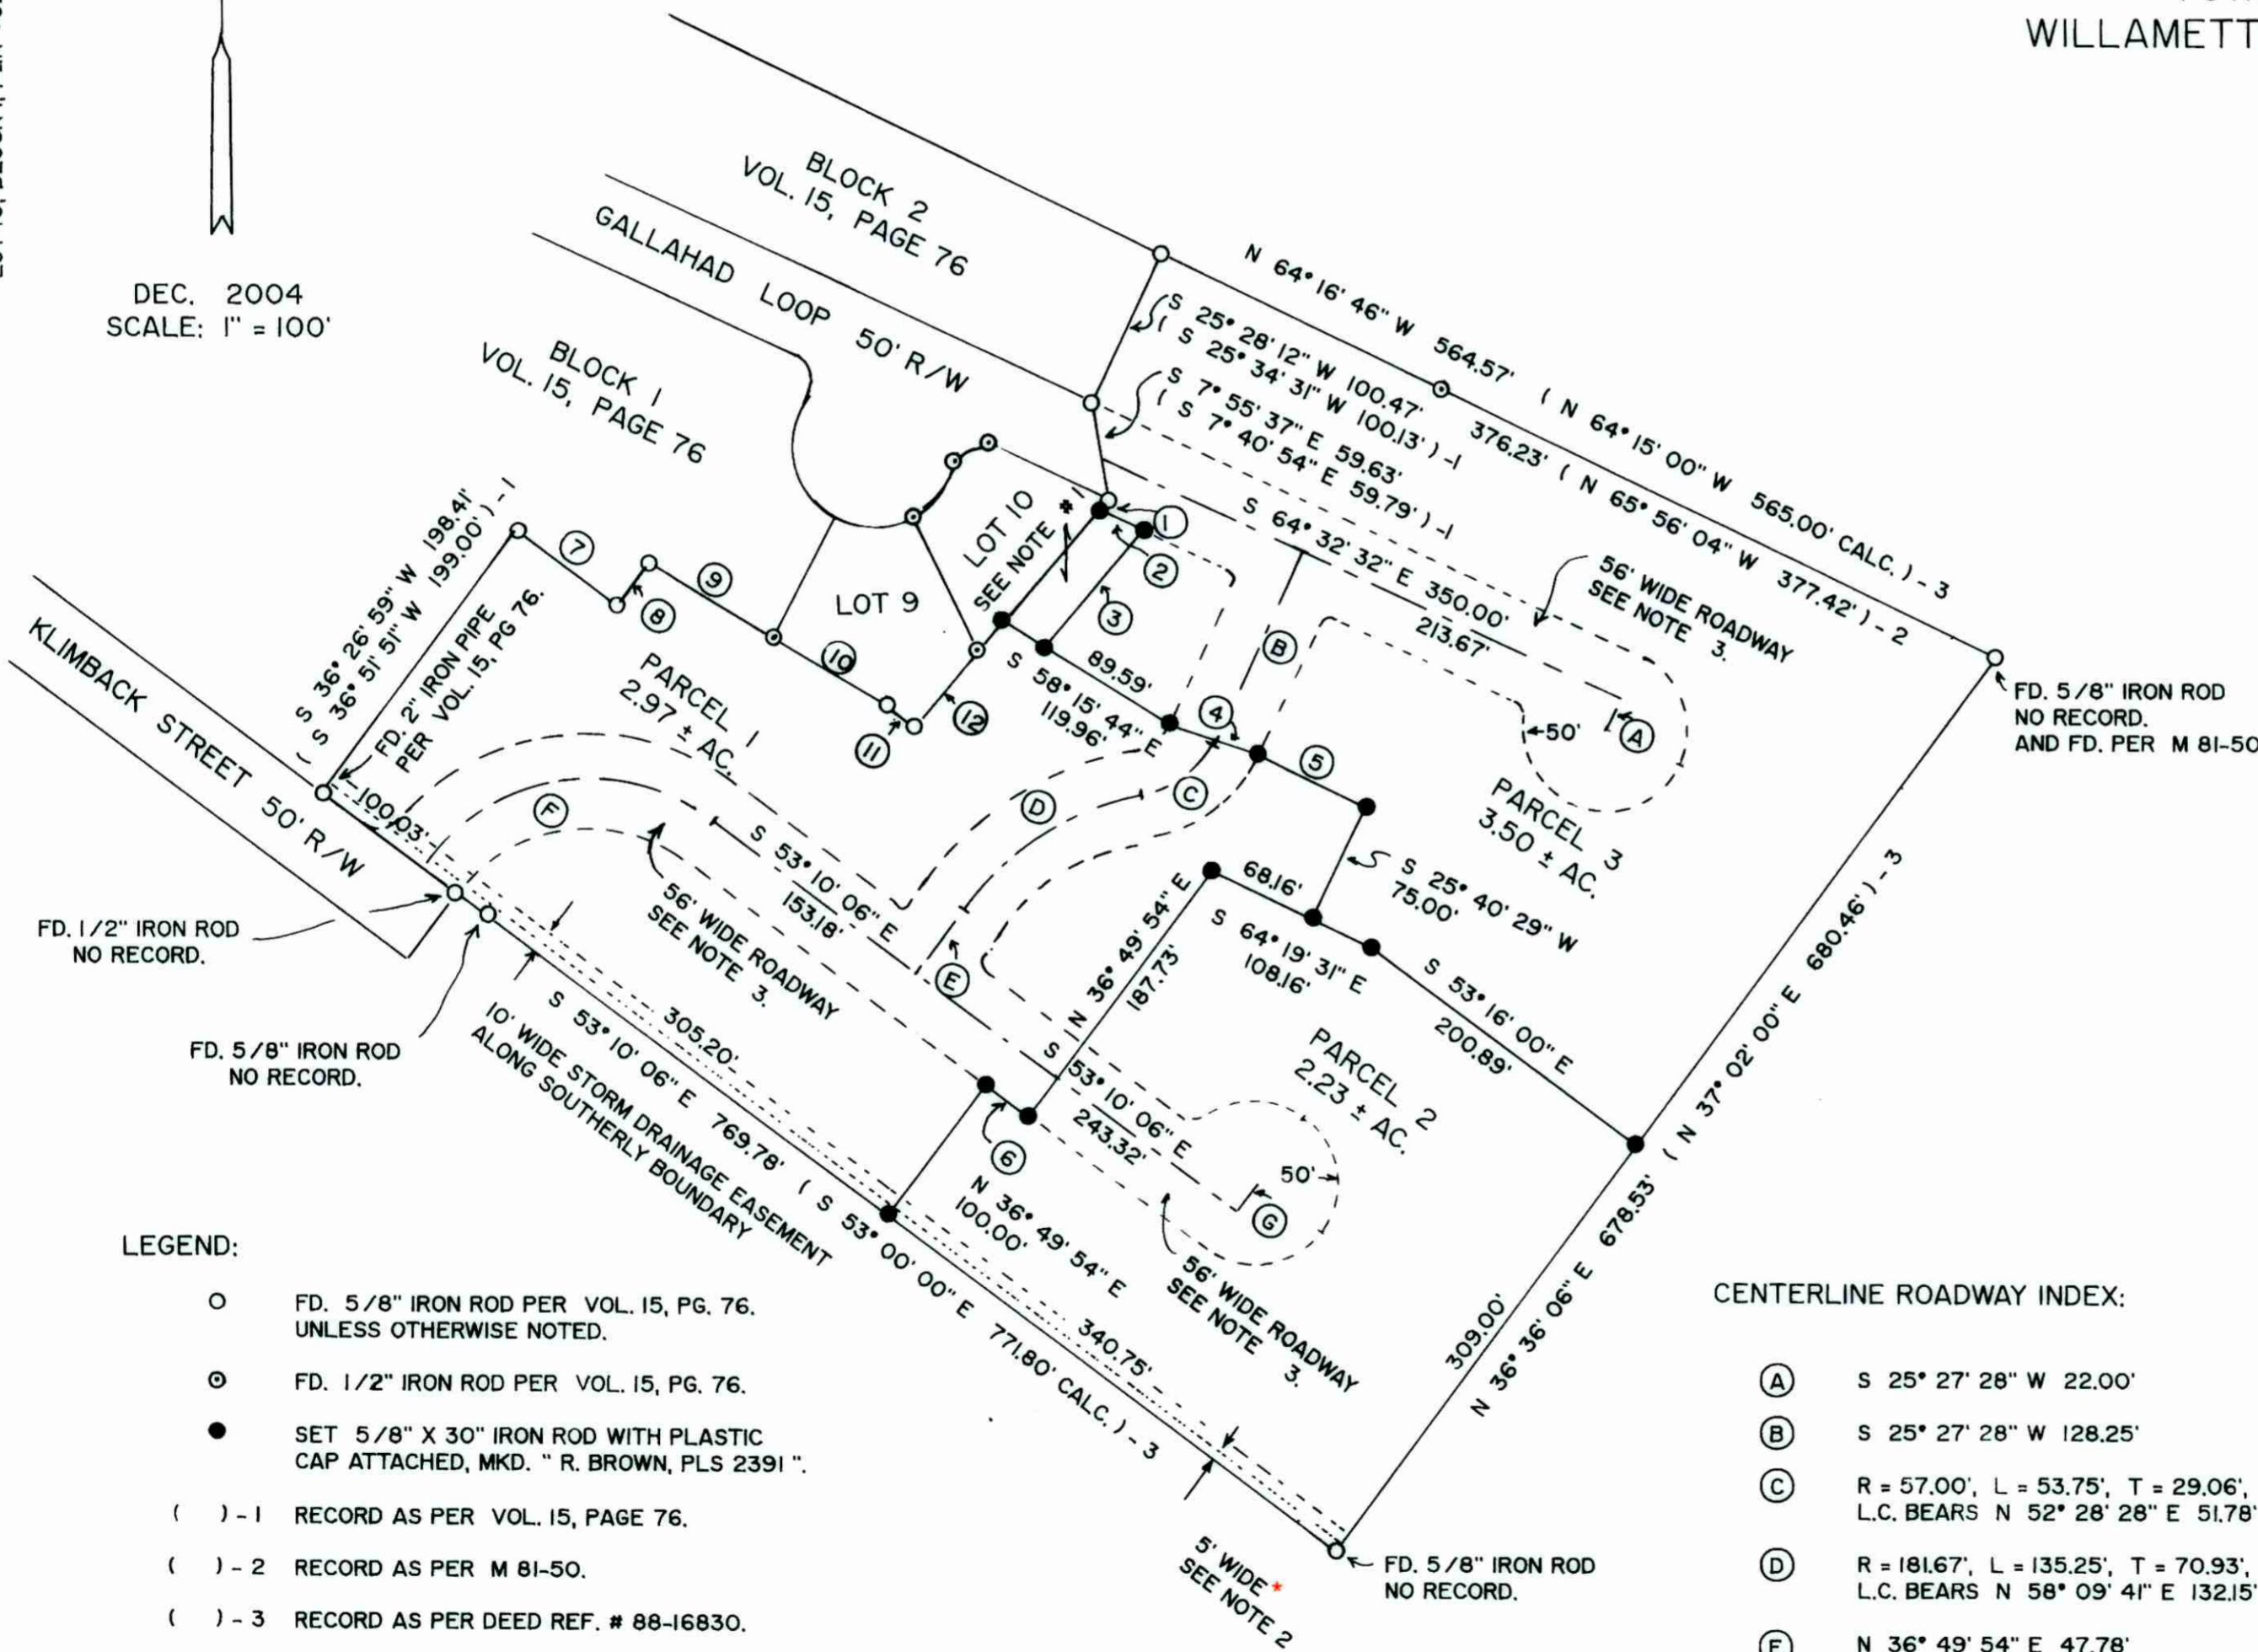 WILLAMETT
DEC. 2004
SCALE: 1" = 100'
BLOCK 2
VOL. 15, PAGE 76
GALLAHAD LOOP 50' R/W
BLOCK 1
VOL. 15, PAGE 76
N 64° 16' 46" W 564.57' ( N 64° 15' 00" W 565.00' CALC. ) - 3
376.23' ( N 65° 56' 04" W 377.42' ) - 2
S 25° 28' 12" W 100.47'
( S 25° 34' 31" W 100.13' ) -1
S 7° 55' 37" E 59.63'
( S 7° 40' 54" E 59.79' ) -1
S 64° 32' 32" E 350.00'
213.67'
56' WIDE ROADWAY
SEE NOTE 3.
LOT 10
SEE NOTE # 1
LOT 9
1
2
3
4
5
7
8
9
10
11
12
B
A
50'
FD. 5/8" IRON ROD
NO RECORD.
AND FD. PER M 81-50
S 36° 26' 59" W 198.41'
( S 36° 51' 51" W 199.00' ) - 1
FD. 2" IRON PIPE
PER VOL. 15, PG 76.
KLIMBACK STREET 50' R/W
100.03'
PARCEL 1
2.97 ± AC.
89.59'
S 58° 15' 44" E
119.96'
C
D
F
E
PARCEL 3
3.50 ± AC.
S 25° 40' 29" W
75.00'
68.16'
S 64° 19' 31" E
108.16'
S 53° 16' 00" E
200.89'
N 36° 49' 54" E
187.73'
S 53° 10' 06" E
153.18'
56' WIDE ROADWAY
SEE NOTE 3.
FD. 1/2" IRON ROD
NO RECORD.
FD. 5/8" IRON ROD
NO RECORD.
305.20'
S 53° 10' 06" E 769.78' ( S 53° 00' 00" E 771.80' CALC. ) - 3
10' WIDE STORM DRAINAGE EASEMENT
ALONG SOUTHERLY BOUNDARY
S 53° 10' 06" E
243.32'
PARCEL 2
2.23 ± AC.
6
N 36° 49' 54" E
100.00'
50'
G
56' WIDE ROADWAY
SEE NOTE 3.
340.75'
309.00'
N 36° 36' 06" E 678.53' ( N 37° 02' 00" E 680.46' ) - 3
5' WIDE *
SEE NOTE 2
FD. 5/8" IRON ROD
NO RECORD.
LEGEND:
FD. 5/8" IRON ROD PER VOL. 15, PG. 76.
UNLESS OTHERWISE NOTED.
FD. 1/2" IRON ROD PER VOL. 15, PG. 76.
SET 5/8" X 30" IRON ROD WITH PLASTIC
CAP ATTACHED, MKD. " R. BROWN, PLS 2391 ".
( ) - 1 RECORD AS PER VOL. 15, PAGE 76.
( ) - 2 RECORD AS PER M 81-50.
( ) - 3 RECORD AS PER DEED REF. # 88-16830.
CENTERLINE ROADWAY INDEX:
A S 25° 27' 28" W 22.00'
B S 25° 27' 28" W 128.25'
C R = 57.00', L = 53.75', T = 29.06',
L.C. BEARS N 52° 28' 28" E 51.78'
D R = 181.67', L = 135.25', T = 70.93',
L.C. BEARS N 58° 09' 41" E 132.15'
N 36° 49' 54" E 47.78'